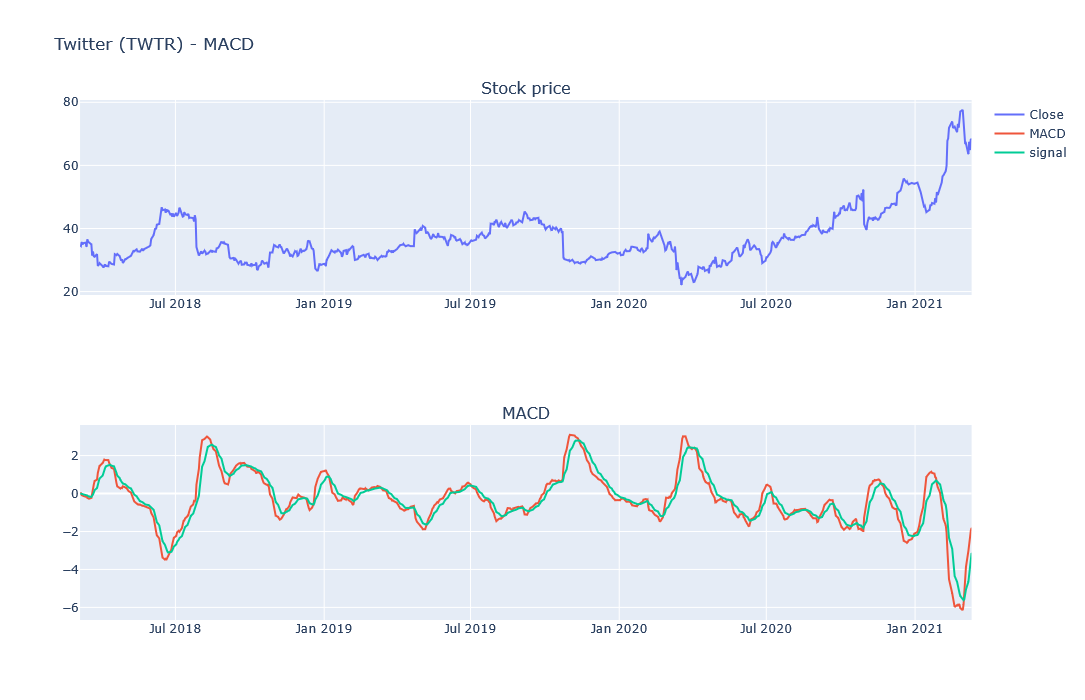 Twitter (TWTR) - MACD
Stock price
80
60
40
20
Jul 2018 Jan 2019 Jul 2019 Jan 2020 Jul 2020 Jan 2021
Close
MACD
signal
MACD
2
0
−2
−4
−6
Jul 2018 Jan 2019 Jul 2019 Jan 2020 Jul 2020 Jan 2021